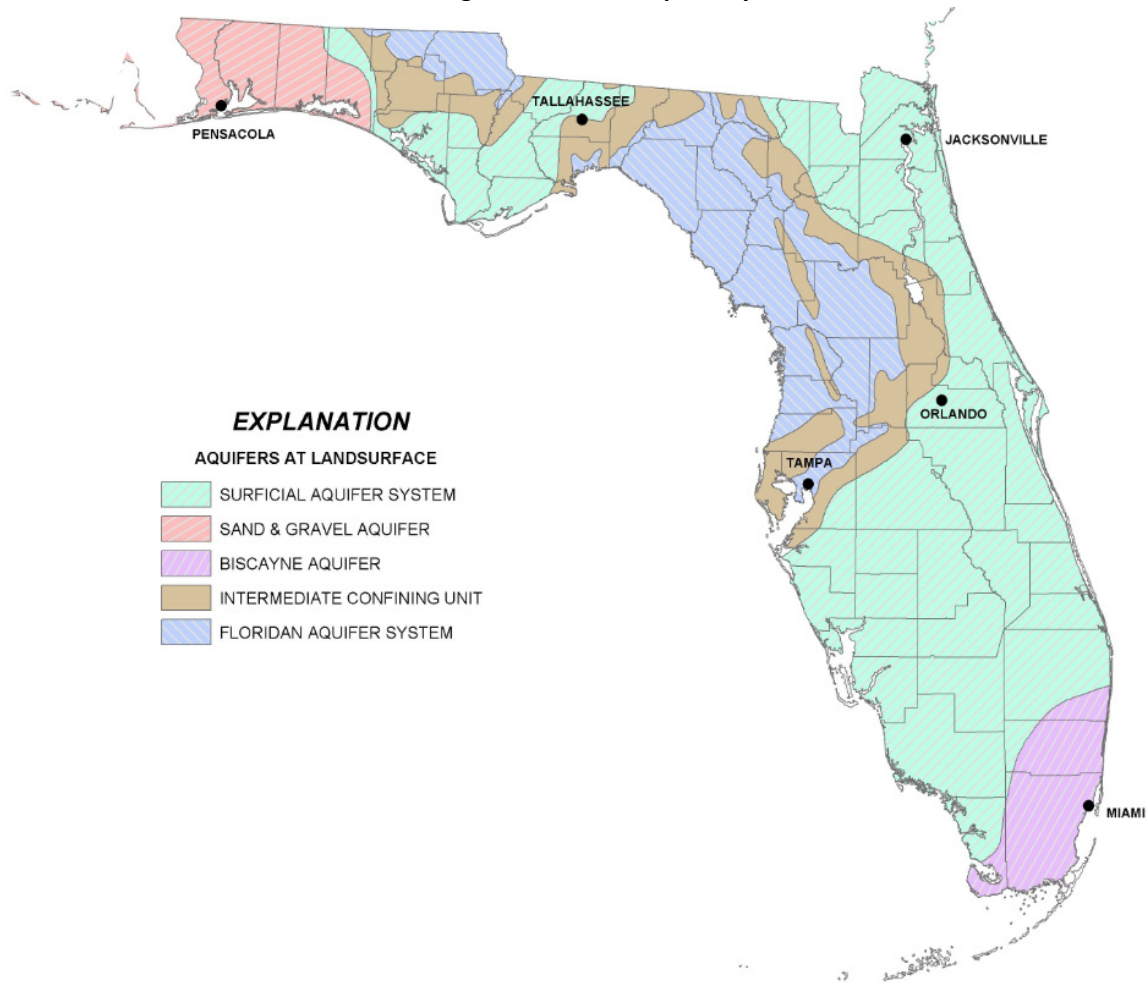 TALLAHASSEE
PENSACOLA
JACKSONVILLE
ORLANDO
TAMPA
MIAMI
EXPLANATION
AQUIFERS AT LANDSURFACE
SURFICIAL AQUIFER SYSTEM
SAND & GRAVEL AQUIFER
BISCAYNE AQUIFER
INTERMEDIATE CONFINING UNIT
FLORIDAN AQUIFER SYSTEM